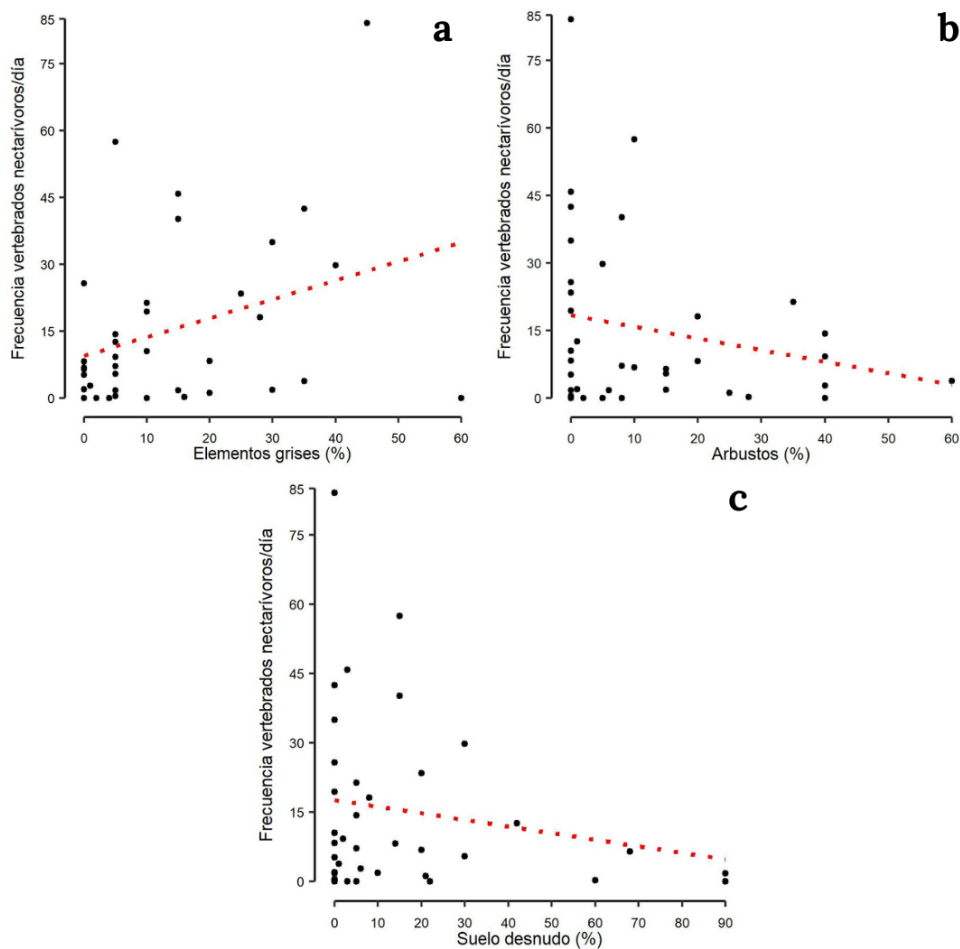 a
Frecuencia vertebrados nectarívoros/día
85
75
60
45
30
15
0
0 10 20 30 40 50 60
Elementos grises (%)
b
Frecuencia vertebrados nectarívoros/día
85
75
60
45
30
15
0
0 10 20 30 40 50 60
Arbustos (%)
c
Frecuencia vertebrados nectarívoros/día
85
75
60
45
30
15
0
0 10 20 30 40 50 60 70 80 90
Suelo desnudo (%)